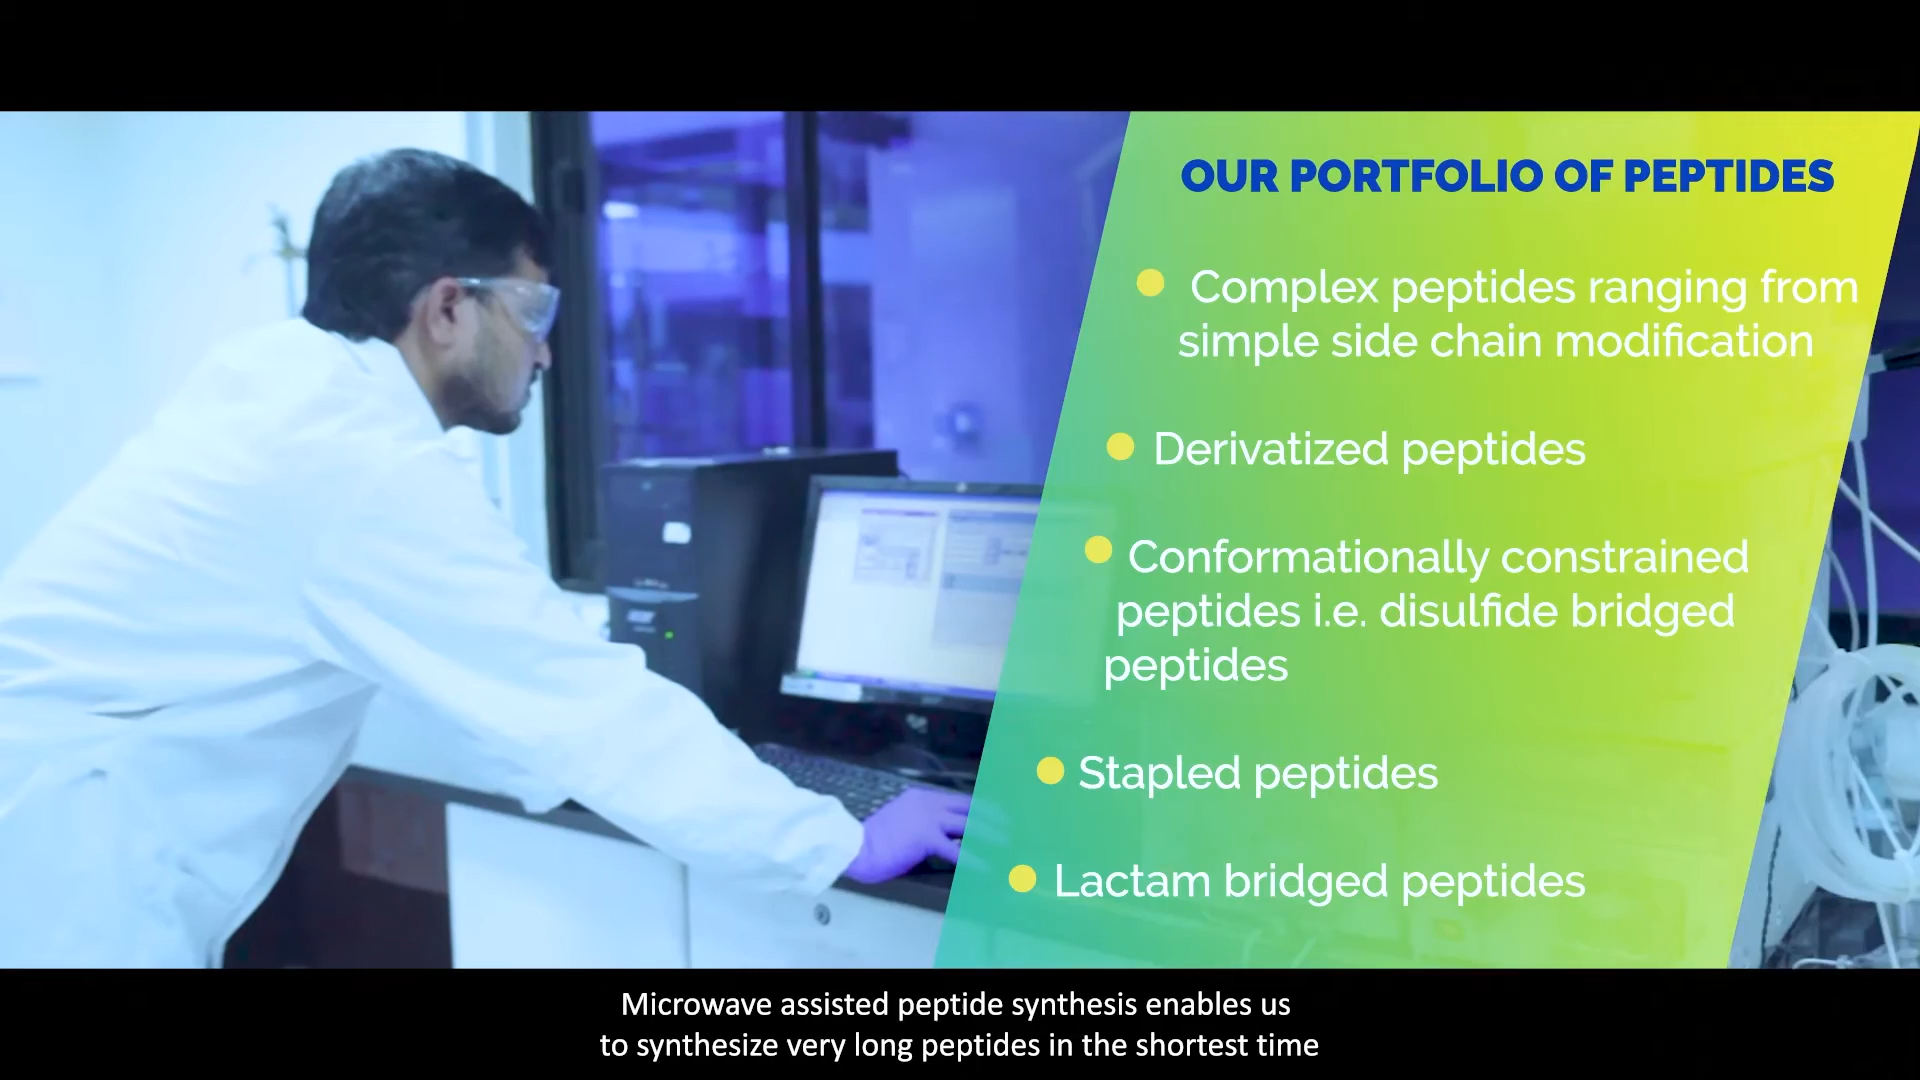 OUR PORTFOLIO OF PEPTIDES
Complex peptides ranging from
simple side chain modification
Derivatized peptides
Conformationally constrained
peptides i.e. disulfide bridged
peptides
Stapled peptides
Lactam bridged peptides
Microwave assisted peptide synthesis enables us
to synthesize very long peptides in the shortest time